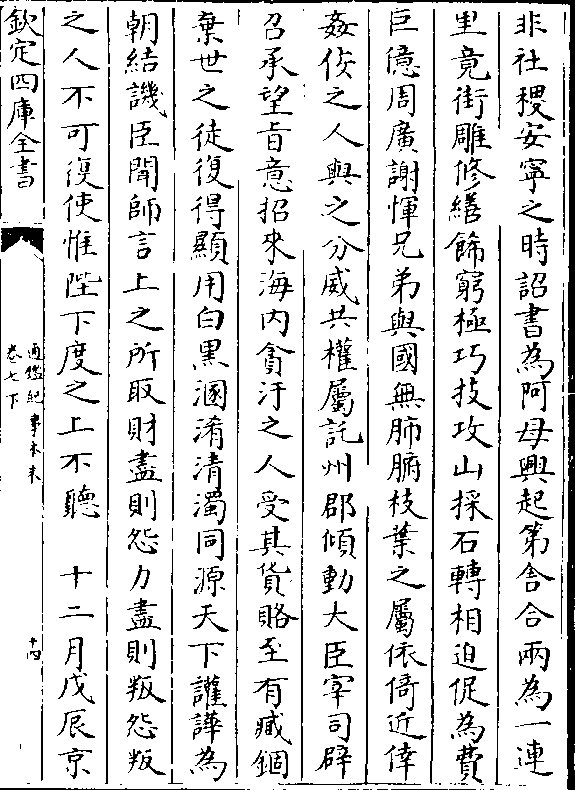 非社稷安寧之時詔書為阿母興起第舍合兩為一連
里竟街雕修繕飾窮極巧技攻山採石轉相迫促為費
巨億周廣謝惲兄弟與國無肺腑枝葉之屬依倚近倖
姦佞之人與之分威共權屬託州郡傾動大臣宰司辟
召承望旨意招來海内貪汙之人受其貨賂至有臧錮
棄世之徒復得顯用白黑溷淆清濁同源天下讙譁為
朝結譏臣聞師言上之所取財盡則怨力盡則叛怨叛
之人不可復使惟陛下度之上不聽　十二月戊辰京
欽定四庫全書
通鑑紀事本末
卷七下
十四